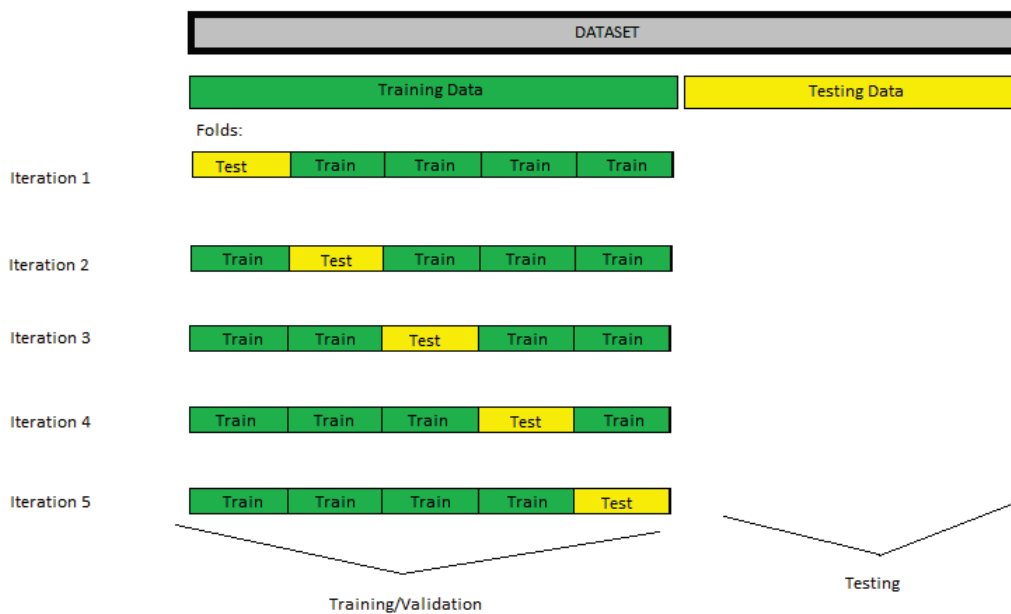 DATASET
Training Data Testing Data
Folds:
Iteration 1 Test Train Train Train Train
Iteration 2 Train Test Train Train Train
Iteration 3 Train Train Test Train Train
Iteration 4 Train Train Train Test Train
Iteration 5 Train Train Train Train Test
Training/Validation Testing